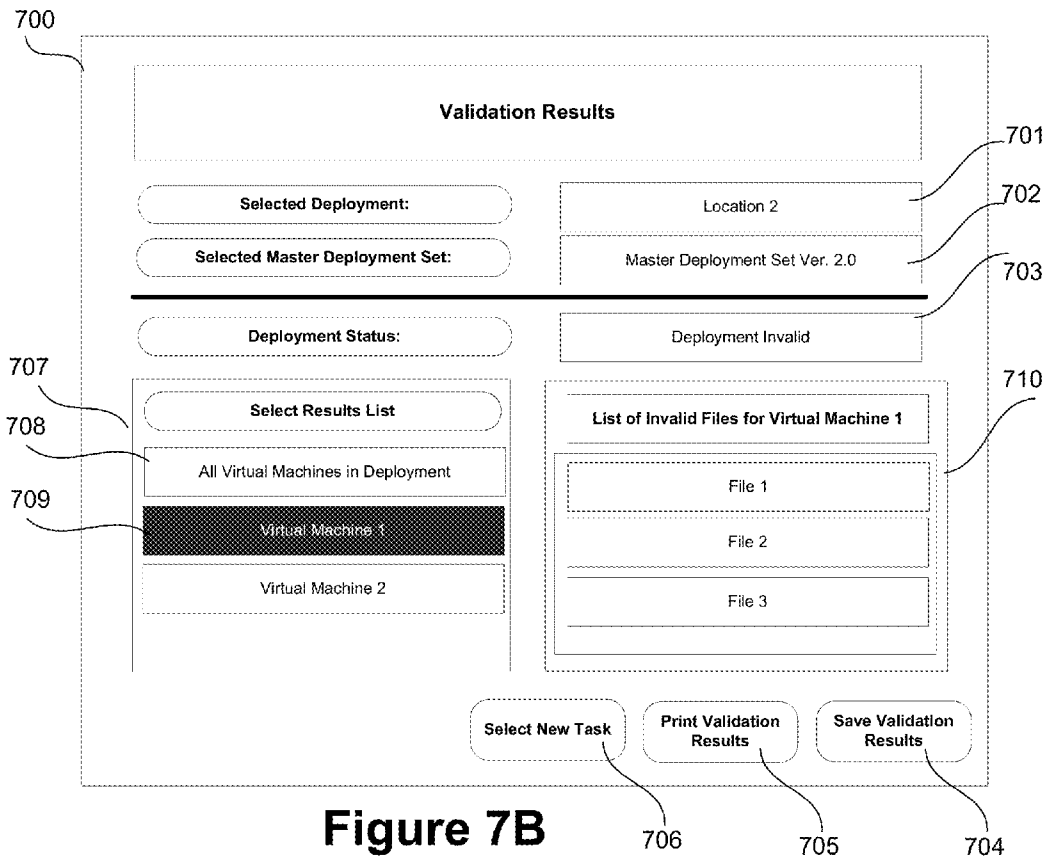 700
Validation Results
701
Selected Deployment:
Location 2
702
Selected Master Deployment Set:
Master Deployment Set Ver. 2.0
703
Deployment Status:
Deployment Invalid
707
710
Select Results List
List of Invalid Files for Virtual Machine 1
708
All Virtual Machines in Deployment
File 1
709
Virtual Machine 1
File 2
Virtual Machine 2
File 3
Select New Task
Print Validation
Results
Save Validation
Results
Figure 7B
706
705
704